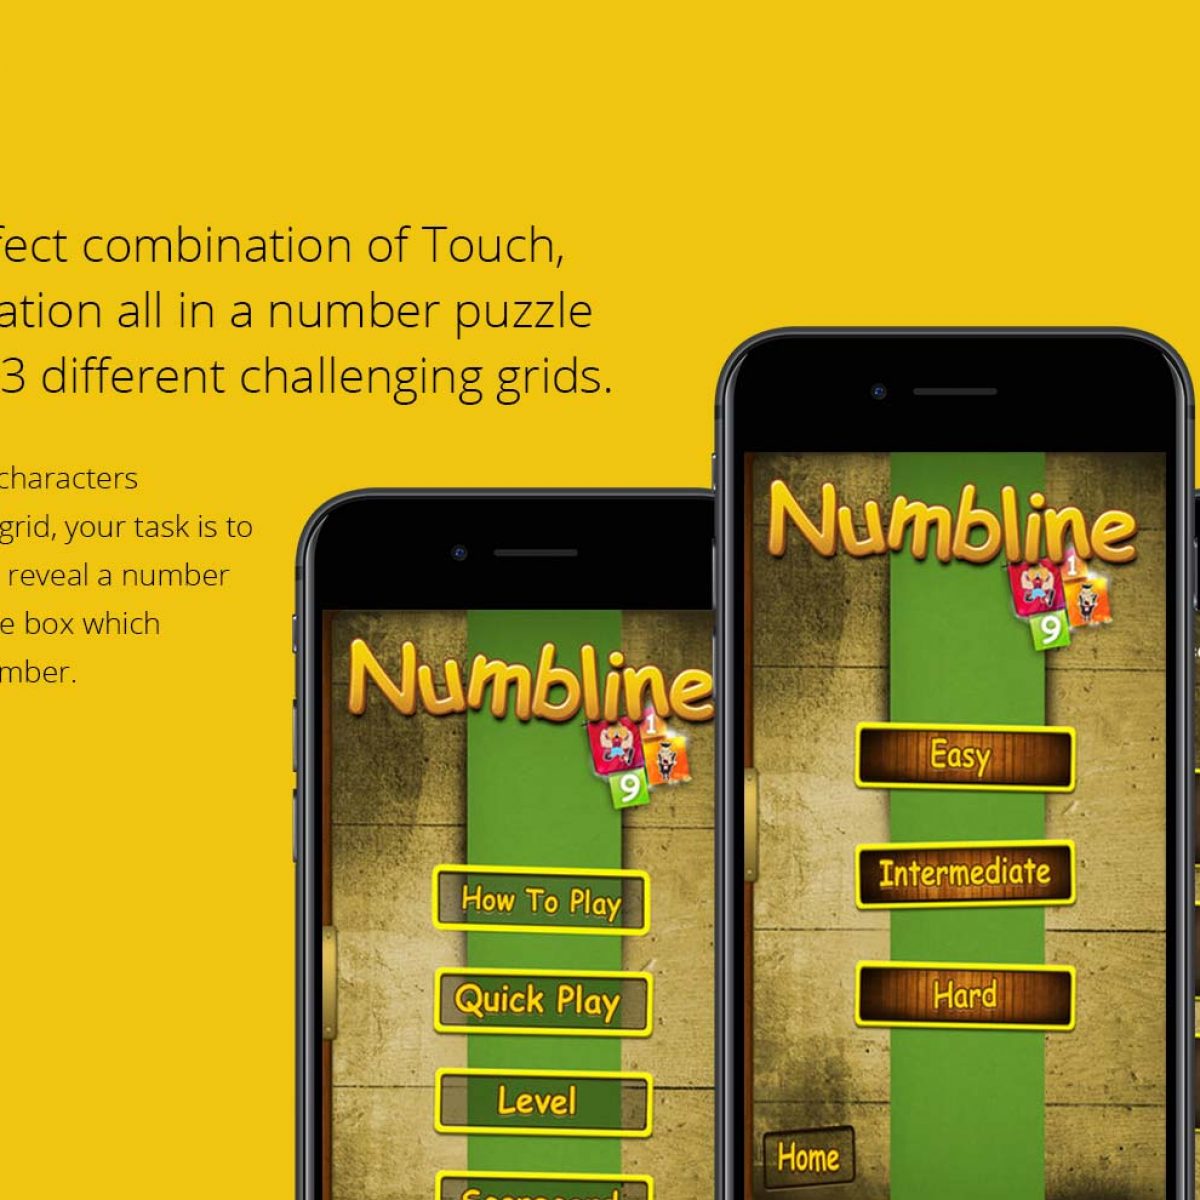 fect combination of Touch,
ation all in a number puzzle
3 different challenging grids.
characters
grid, your task is to
reveal a number
e box which
mber.
Numbline
1
9
How To Play
Quick Play
Level
Numbline
1
9
Easy
Intermediate
Hard
Home